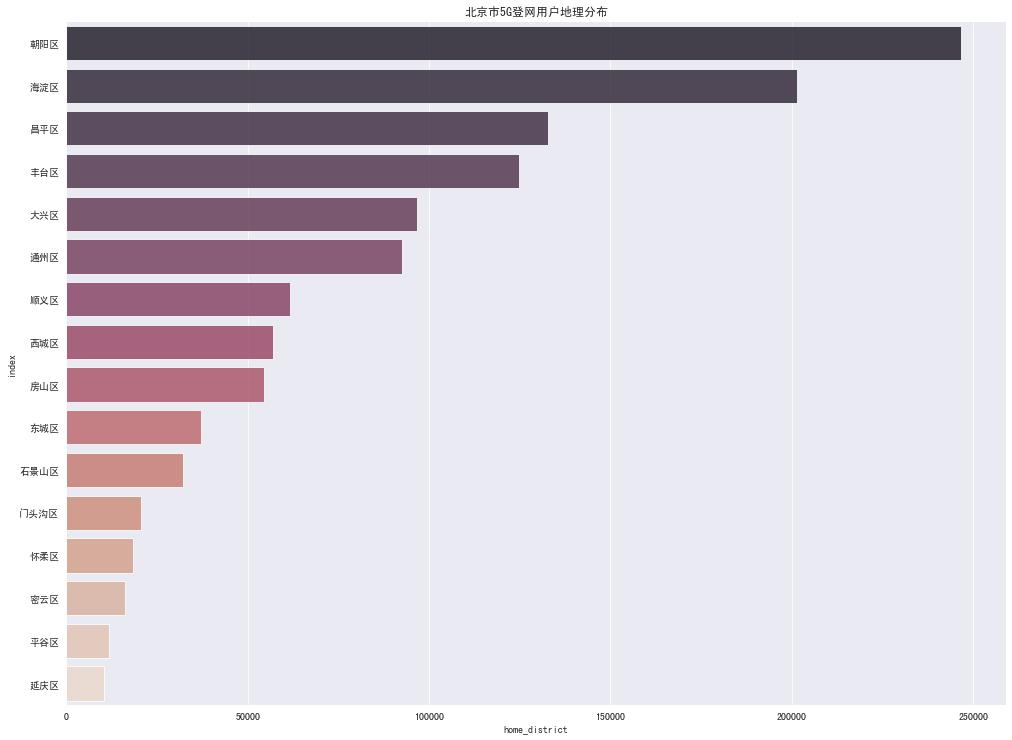 北京市5G登网用户地理分布
朝阳区
海淀区
昌平区
丰台区
大兴区
通州区
顺义区
西城区
房山区
东城区
石景山区
门头沟区
怀柔区
密云区
平谷区
延庆区
index
0 50000 100000 150000 200000 250000
home_district